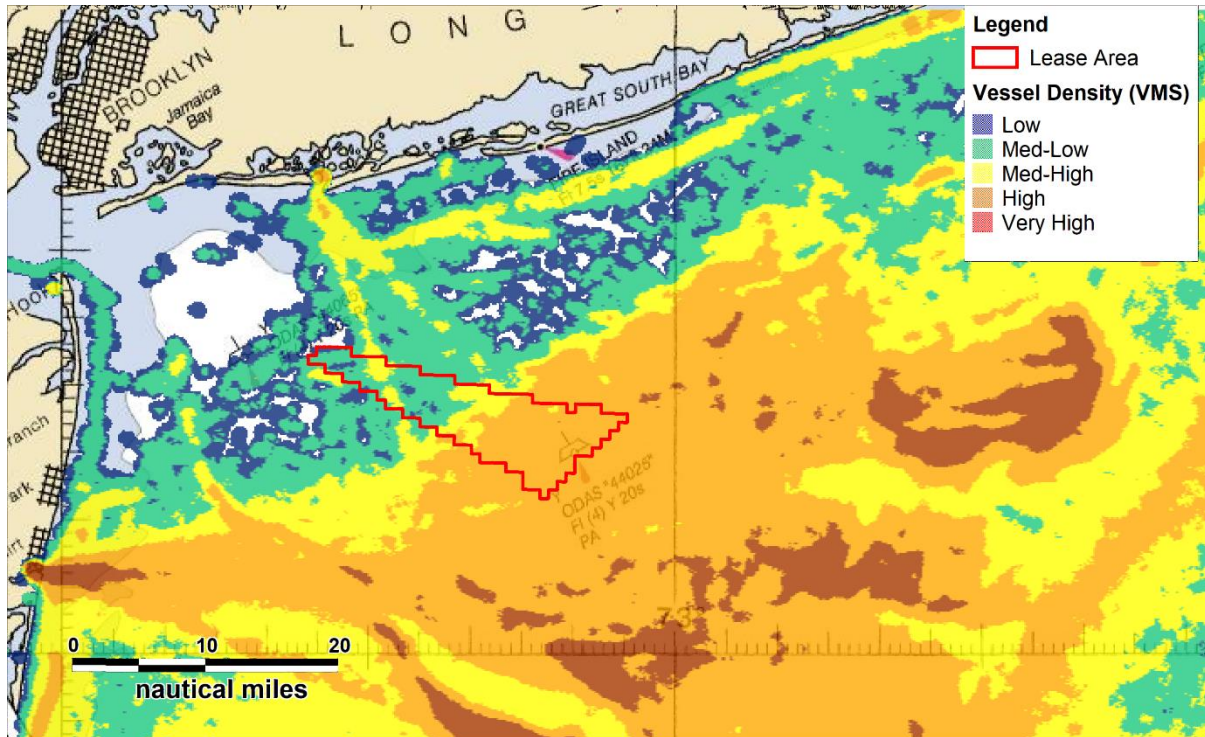 LONG
BROOKLYN
Jamaica
Bay
GREAT SOUTH BAY
FIRE ISLAND
Legend
Lease Area
Vessel Density (VMS)
Low
Med-Low
Med-High
High
Very High
ODAS "44025"
Fl (4) Y 20s
PA
73°
0 10 20
nautical miles